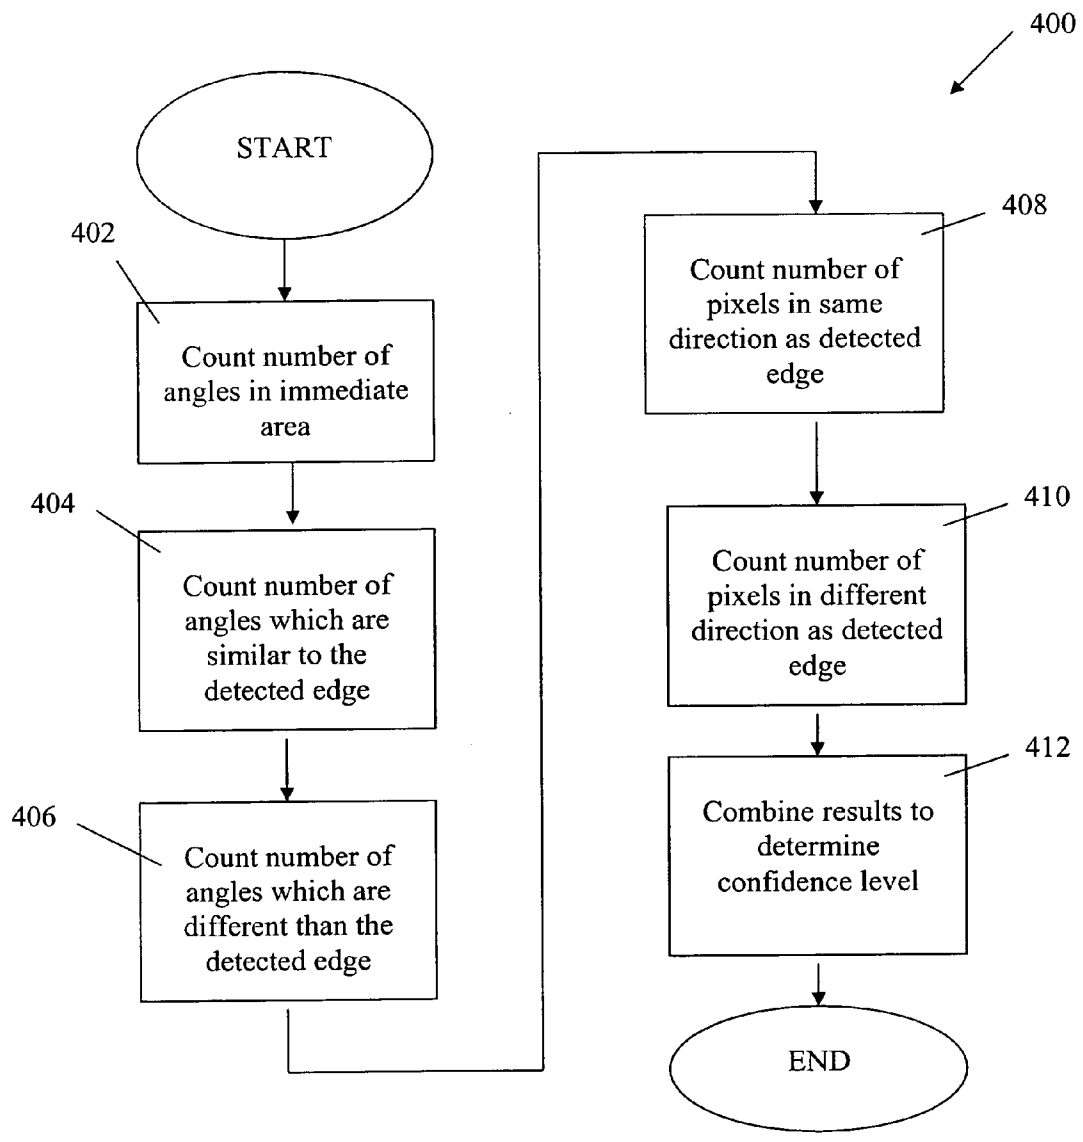 400
START
402
Count number of
angles in immediate
area
404
Count number of
angles which are
similar to the
detected edge
406
Count number of
angles which are
different than the
detected edge
408
Count number of
pixels in same
direction as detected
edge
410
Count number of
pixels in different
direction as detected
edge
412
Combine results to
determine
confidence level
END